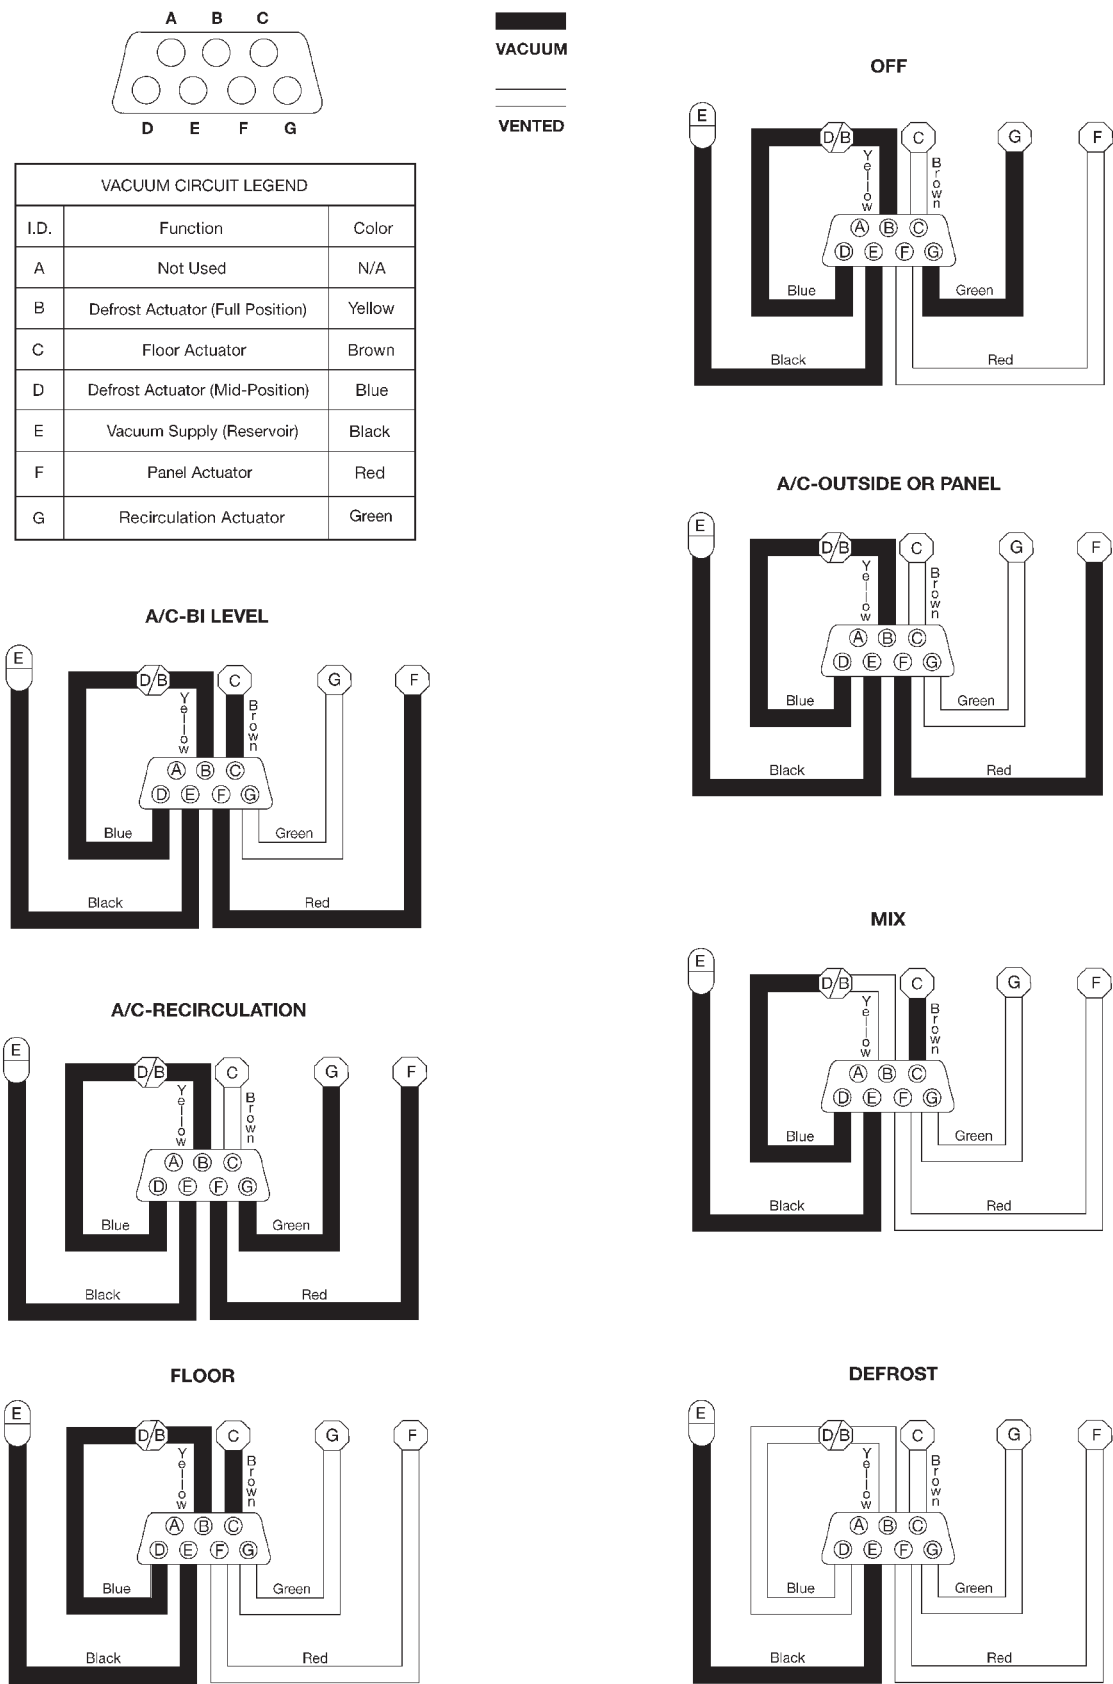 A B C
D E F G
VACUUM
VENTED
VACUUM CIRCUIT LEGEND
I.D. Function Color
A Not Used N/A
B Defrost Actuator (Full Position) Yellow
C Floor Actuator Brown
D Defrost Actuator (Mid-Position) Blue
E Vacuum Supply (Reservoir) Black
F Panel Actuator Red
G Recirculation Actuator Green
OFF
E D/B C G F
Yellow Brown
A B C
D E F G
Blue Green
Black Red
A/C-OUTSIDE OR PANEL
E D/B C G F
Yellow Brown
A B C
D E F G
Blue Green
Black Red
A/C-BI LEVEL
E D/B C G F
Yellow Brown
A B C
D E F G
Blue Green
Black Red
MIX
E D/B C G F
Yellow Brown
A B C
D E F G
Blue Green
Black Red
A/C-RECIRCULATION
E D/B C G F
Yellow Brown
A B C
D E F G
Blue Green
Black Red
FLOOR
E D/B C G F
Yellow Brown
A B C
D E F G
Blue Green
Black Red
DEFROST
E D/B C G F
Yellow Brown
A B C
D E F G
Blue Green
Black Red